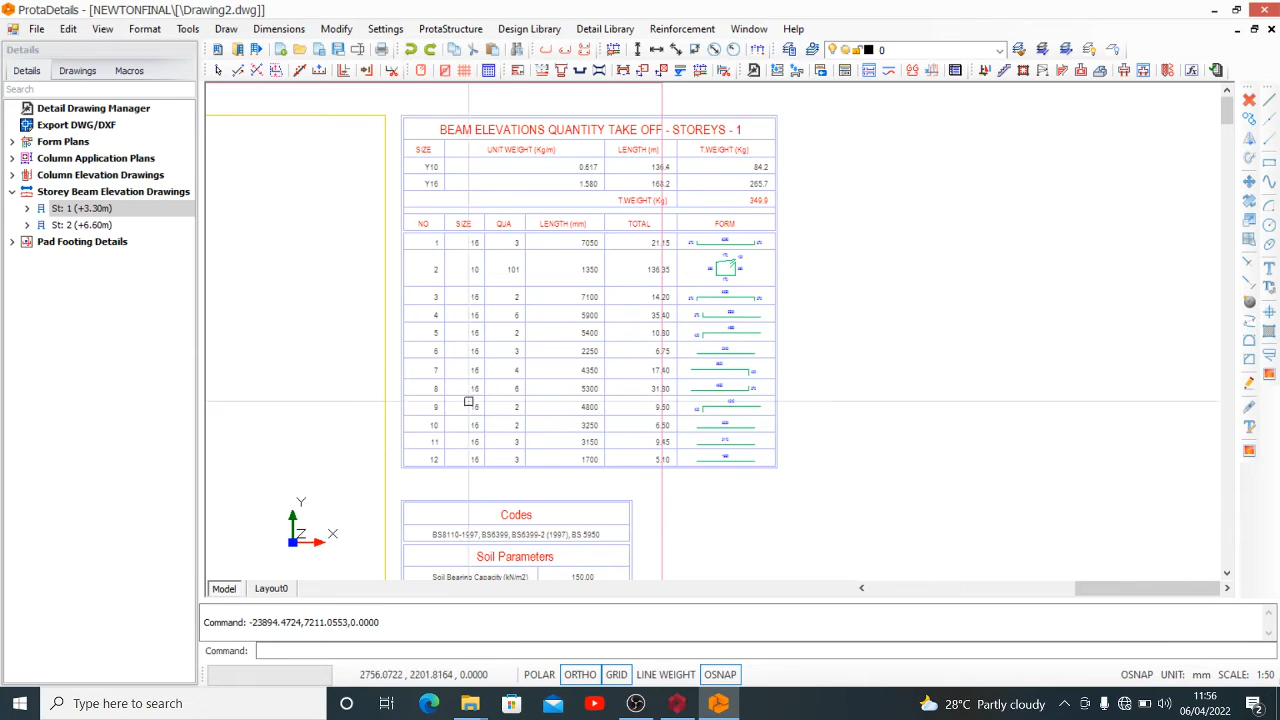 ProtaDetails - [NEWTONFINAL\[\Drawing2.dwg]
File Edit View Format Tools Draw Dimensions Modify Settings ProtaStructure Design Library Detail Library Reinforcement Window Help
Details
0
Details Drawings Macros
Search
Detail Drawing Manager
Export DWG/DXF
Form Plans
Column Application Plans
Column Elevation Drawings
Storey Beam Elevation Drawings
St: 1 (+3.30m)
St: 2 (+6.60m)
Pad Footing Details
BEAM ELEVATIONS QUANTITY TAKE OFF - STOREYS - 1
SIZE UNIT WEIGHT (Kg/m) LENGTH (m) T.WEIGHT (Kg)
Y10 0.617 136.4 84.2
Y16 1.580 168.2 265.7
T.WEIGHT (Kg) 349.9
NO SIZE QUA LENGTH (mm) TOTAL FORM
1 16 3 7050 21.15
2 10 101 1350 136.35
3 16 2 7100 14.20
4 16 6 5900 35.40
5 16 2 5400 10.80
6 16 3 2250 6.75
7 16 4 4350 17.40
8 16 6 5300 31.80
9 16 2 4800 9.60
10 16 2 3250 6.50
11 16 3 3150 9.45
12 16 3 1700 5.10
Codes
BS8110-1997, BS6399, BS6399-2 (1997), BS 5950
Soil Parameters
Soil Bearing Capacity (kN/m2) 150.00
Y
Z
X
Model Layout0
Command: -23894.4724,7211.0553,0.0000
Command:
2756.0722 , 2201.8164 , 0.0000 POLAR ORTHO GRID LINE WEIGHT OSNAP OSNAP UNIT: mm SCALE: 1:50
Type here to search
28°C Partly cloudy
11:56
06/04/2022
2